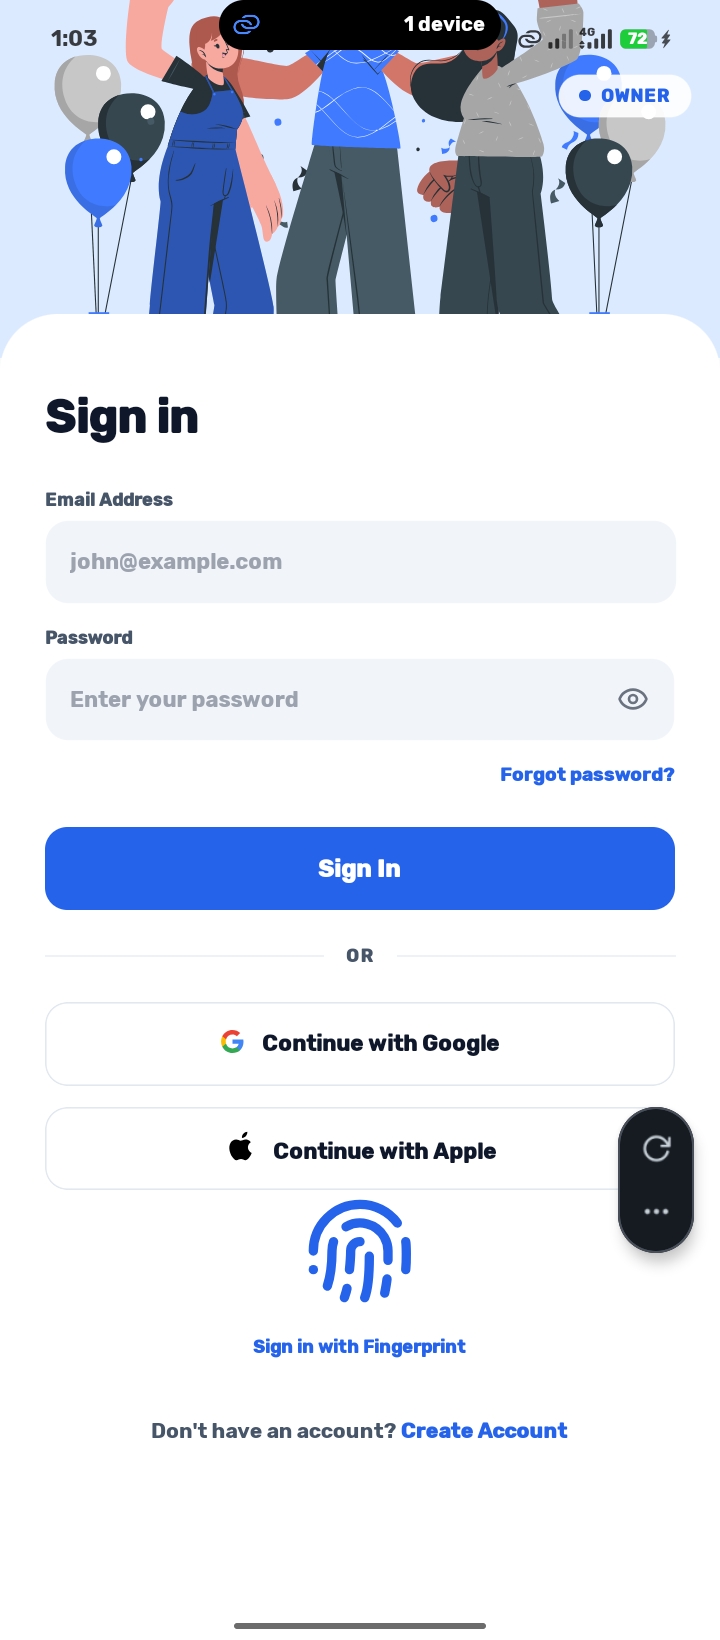 1:03
1 device
4G
72
OWNER
Sign in
Email Address
john@example.com
Password
Enter your password
Forgot password?
Sign In
OR
Continue with Google
Continue with Apple
Sign in with Fingerprint
Don't have an account? Create Account